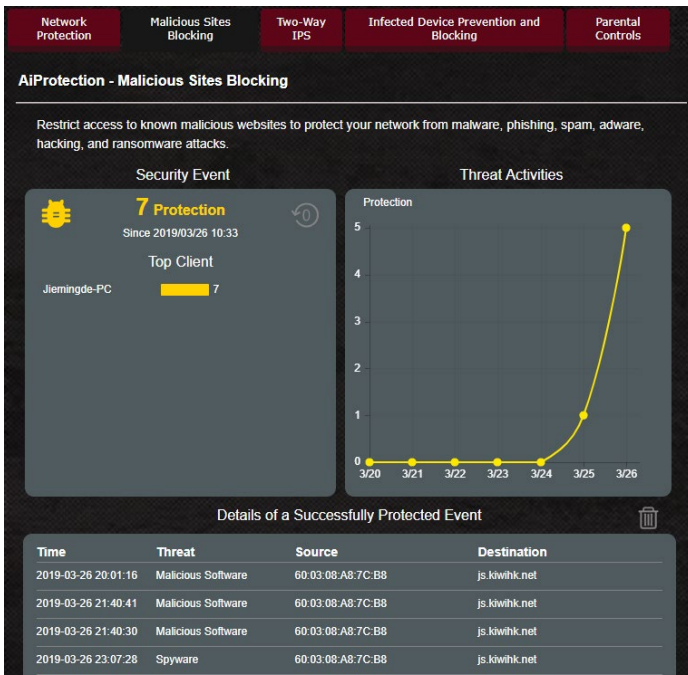 Network
Protection
Malicious Sites
Blocking
Two-Way
IPS
Infected Device Prevention and
Blocking
Parental
Controls
AiProtection - Malicious Sites Blocking
Restrict access to known malicious websites to protect your network from malware, phishing, spam, adware,
hacking, and ransomware attacks.
Security Event
7 Protection
0
Since 2019/03/26 10:33
Top Client
Jiemingde-PC 7
Threat Activities
Protection
5
4
3
2
1
0
3/20 3/21 3/22 3/23 3/24 3/25 3/26
Details of a Successfully Protected Event
Time Threat Source Destination
2019-03-26 20:01:16 Malicious Software 60:03:08:A8:7C:B8 js.kiwihk.net
2019-03-26 21:40:41 Malicious Software 60:03:08:A8:7C:B8 js.kiwihk.net
2019-03-26 21:40:30 Malicious Software 60:03:08:A8:7C:B8 js.kiwihk.net
2019-03-26 23:07:28 Spyware 60:03:08:A8:7C:B8 js.kiwihk.net